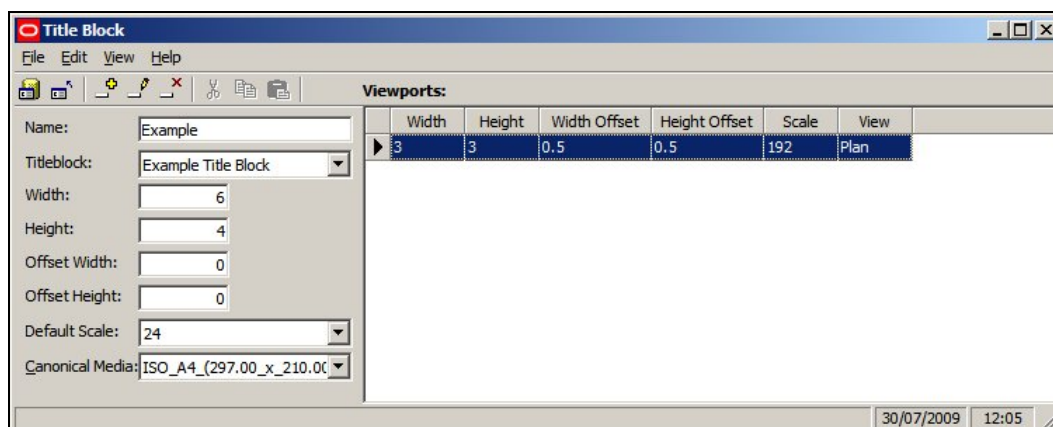 Title Block
File Edit View Help
Viewports:
Name: Example
Titleblock: Example Title Block
Width: 6
Height: 4
Offset Width: 0
Offset Height: 0
Default Scale: 24
Canonical Media: ISO_A4_(297.00_x_210.00
Width Height Width Offset Height Offset Scale View
3 3 0.5 0.5 192 Plan
30/07/2009 12:05